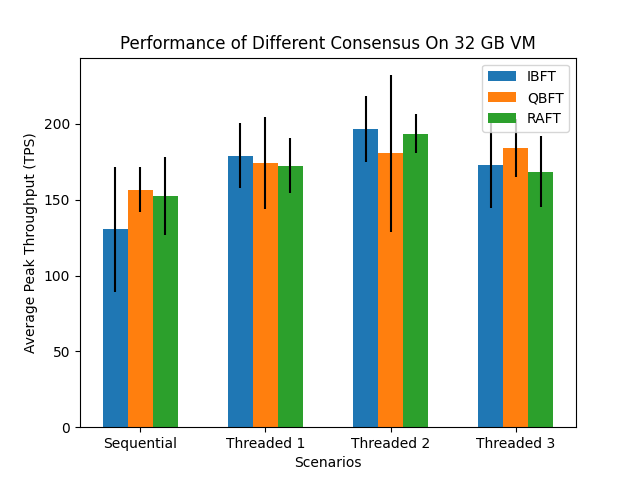 Performance of Different Consensus On 32 GB VM
IBFT
QBFT
RAFT
Average Peak Throughput (TPS)
200
150
100
50
0
Sequential
Threaded 1
Threaded 2
Threaded 3
Scenarios